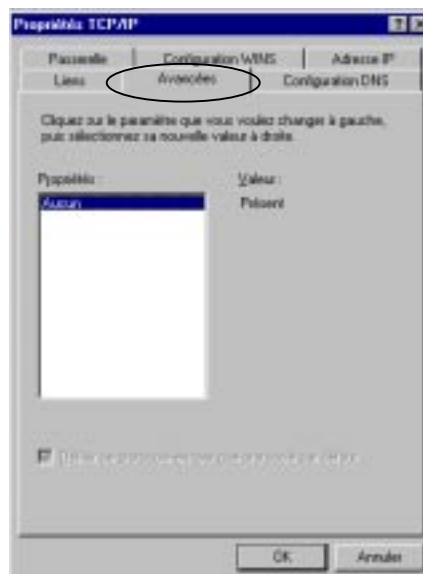 Propriétés TCP/IP
Passerelle Configuration WINS Adresse IP
Liens Avancées Configuration DNS
Cliquez sur le paramètre que vous voulez changer à gauche,
puis sélectionnez sa nouvelle valeur à droite.
Propriétés : Valeur :
Aucun Présent
OK Annuler